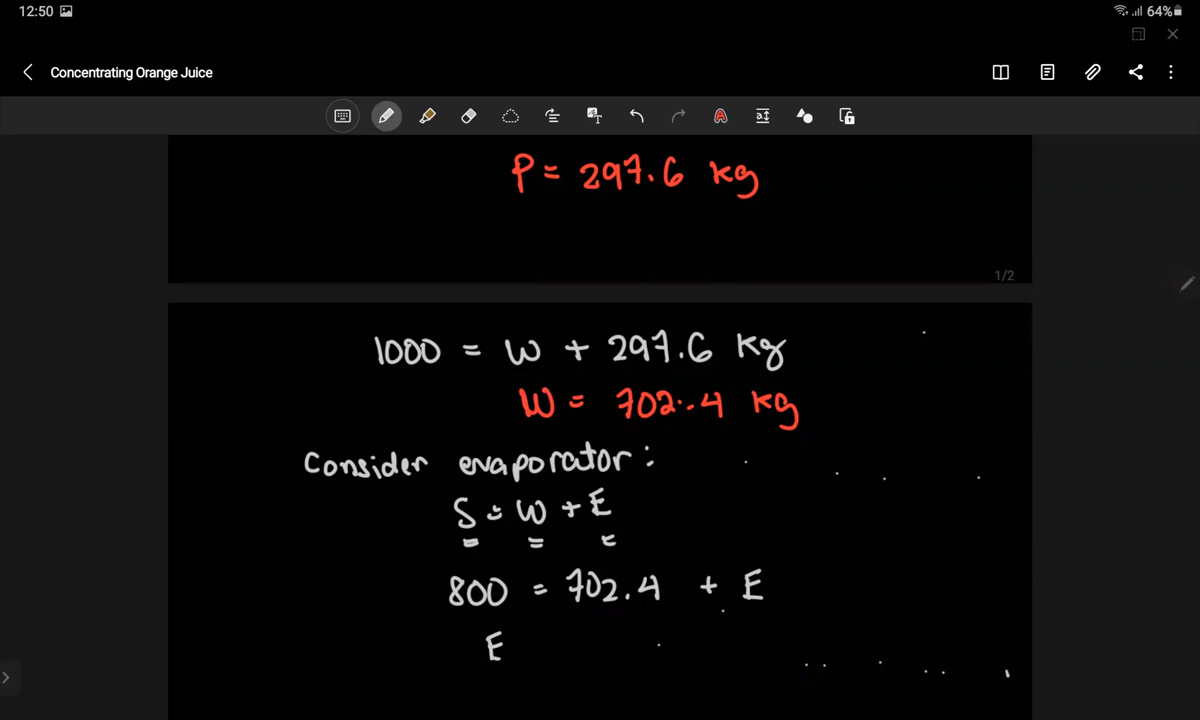 12:50 64%
Concentrating Orange Juice
P = 297.6 kg
1/2
1000 = W + 297.6 kg
W = 702.4 kg
Consider evaporator:
S = W + E
800 = 702.4 + E
E